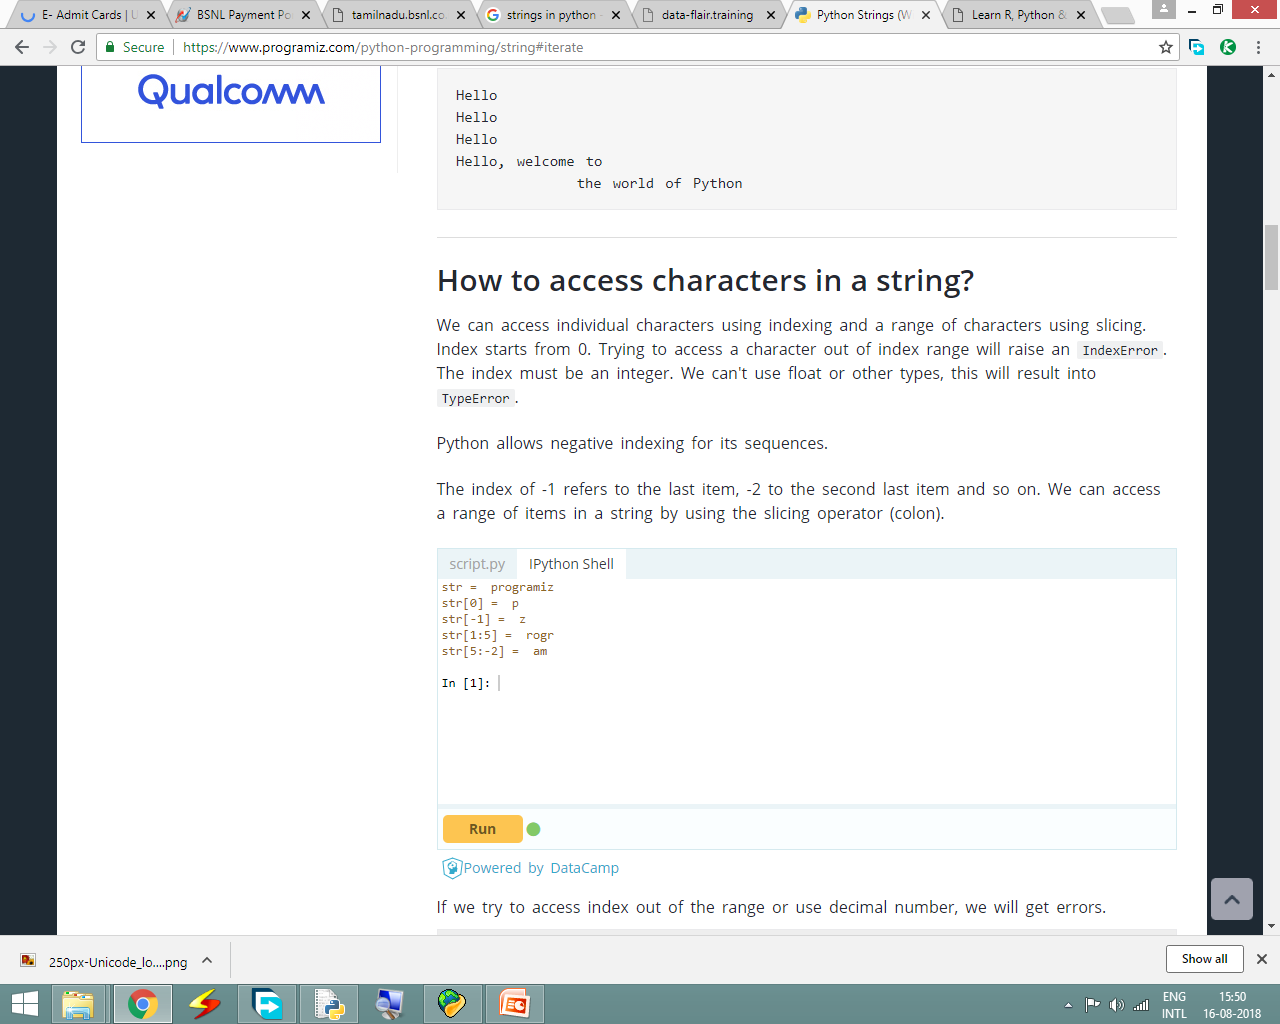 E- Admit Cards | U
BSNL Payment Po
tamilnadu.bsnl.co.
strings in python -
data-flair.training
Python Strings (W
Learn R, Python &
Secure
https://www.programiz.com/python-programming/string#iterate
Qualcomm
Hello
Hello
Hello
Hello, welcome to
the world of Python
How to access characters in a string?
We can access individual characters using indexing and a range of characters using slicing.
Index starts from 0. Trying to access a character out of index range will raise an IndexError.
The index must be an integer. We can't use float or other types, this will result into
TypeError.
Python allows negative indexing for its sequences.
The index of -1 refers to the last item, -2 to the second last item and so on. We can access
a range of items in a string by using the slicing operator (colon).
script.py IPython Shell
str = programiz
str[0] = p
str[-1] = z
str[1:5] = rogr
str[5:-2] = am
In [1]:
Run
Powered by DataCamp
If we try to access index out of the range or use decimal number, we will get errors.
250px-Unicode_lo....png
Show all
ENG
INTL
15:50
16-08-2018